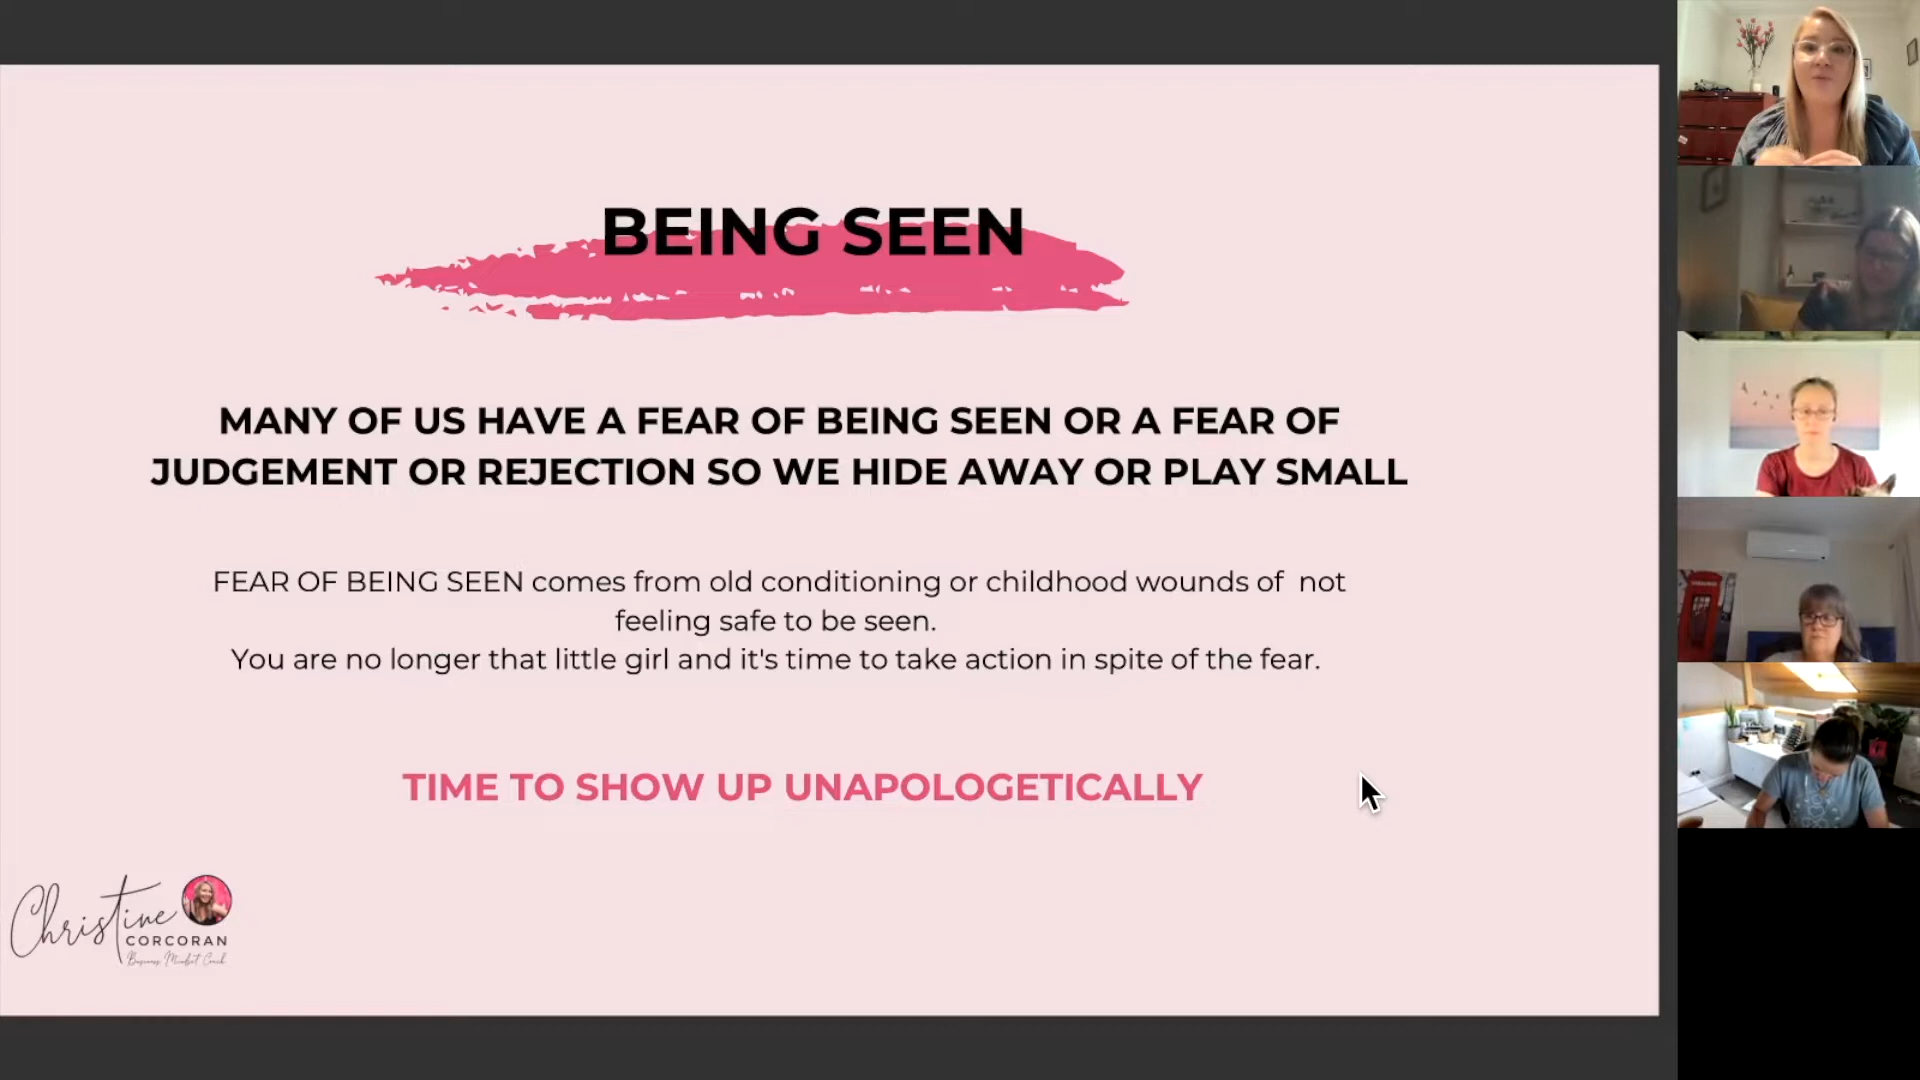 BEING SEEN
MANY OF US HAVE A FEAR OF BEING SEEN OR A FEAR OF
JUDGEMENT OR REJECTION SO WE HIDE AWAY OR PLAY SMALL
FEAR OF BEING SEEN comes from old conditioning or childhood wounds of  not
feeling safe to be seen.
You are no longer that little girl and it's time to take action in spite of the fear.
TIME TO SHOW UP UNAPOLOGETICALLY
Christine
CORCORAN
Business Mindset Coach